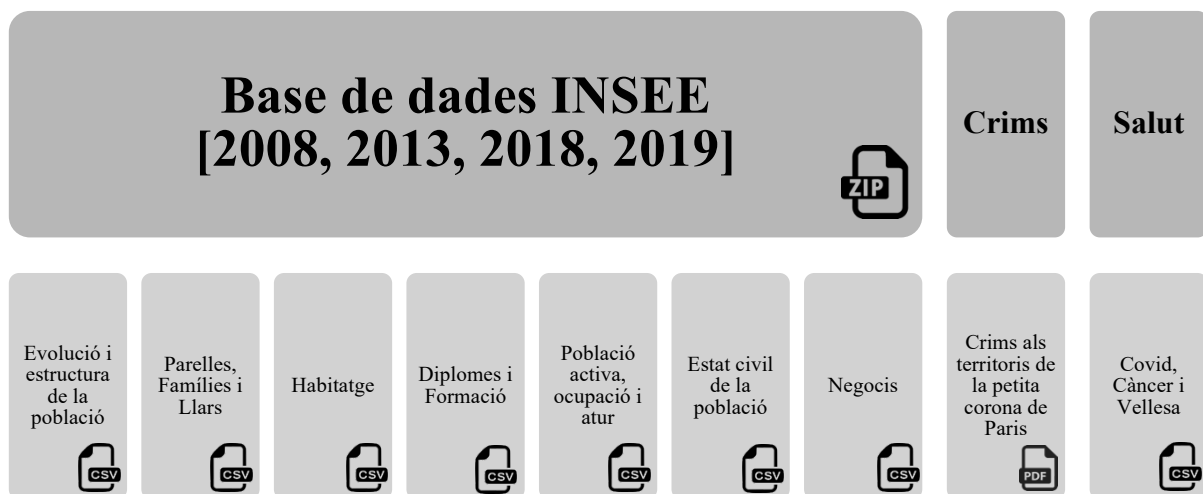 Base de dades INSEE
[2008, 2013, 2018, 2019]
ZIP
Crims
Salut
Evolució i
estructura
de la
població
CSV
Parelles,
Famílies i
Llars
CSV
Habitatge
CSV
Diplomes i
Formació
CSV
Població
activa,
ocupació i
atur
CSV
Estat civil
de la
població
CSV
Negocis
CSV
Crims als
territoris de
la petita
corona de
Paris
PDF
Covid,
Càncer i
Vellesa
CSV